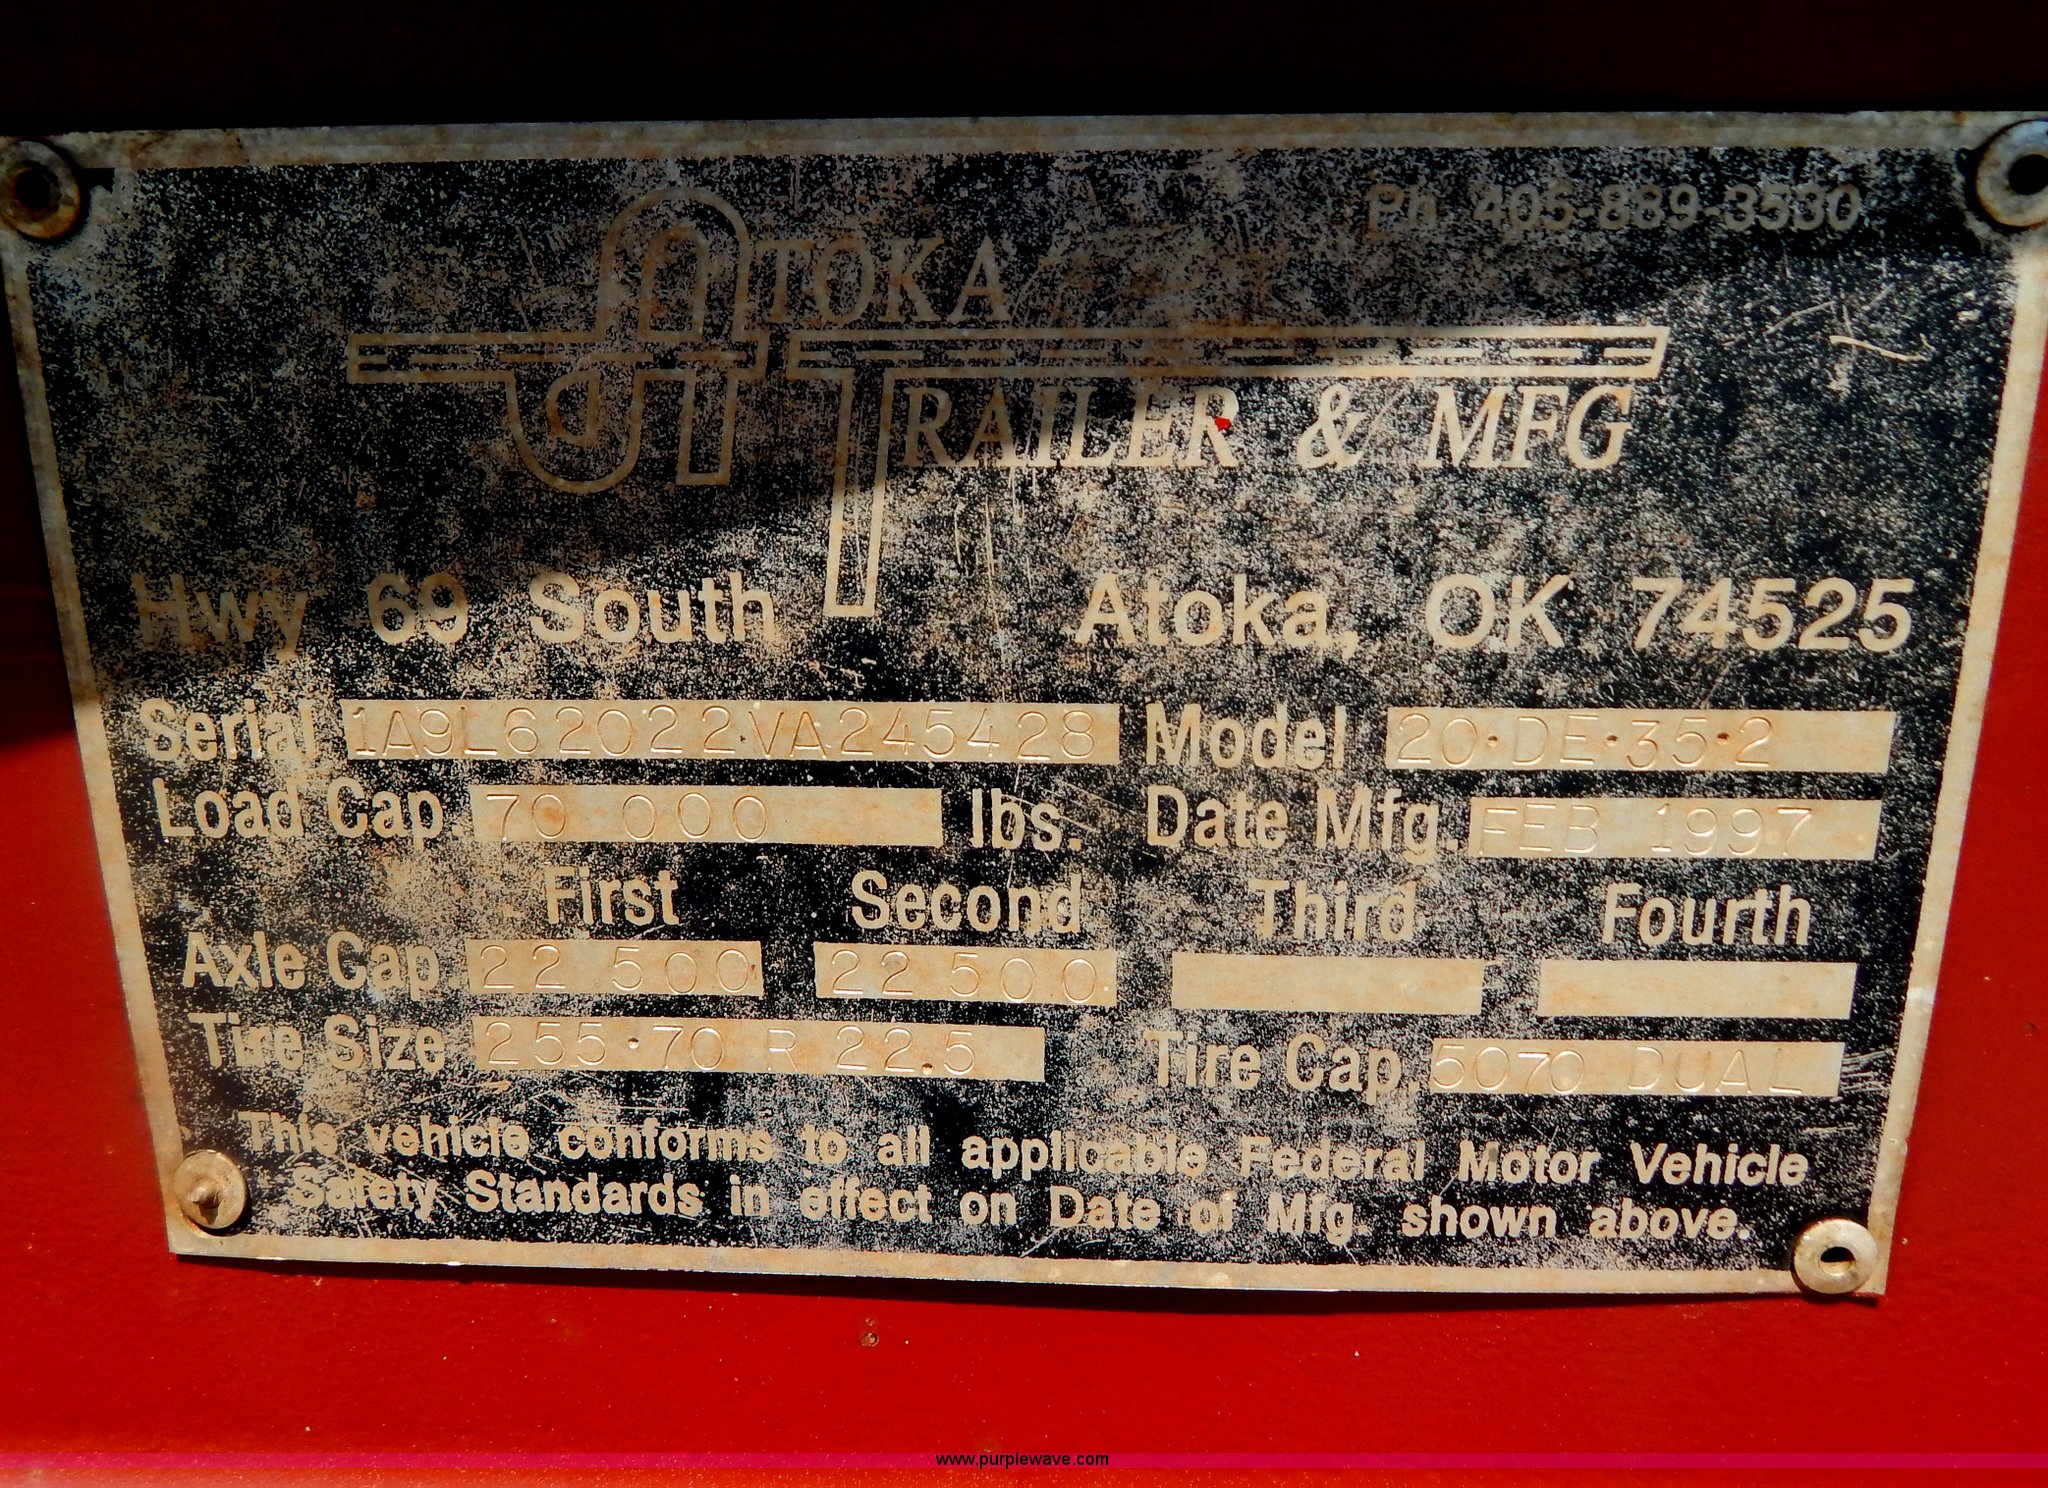 Ph. 405-889-3530
ATOKA
TRAILER & MFG
Hwy 69 South Atoka, OK 74525
Serial 1A9L62022VA245428 Model 20·DE·35·2
Load Cap. 70 000 lbs. Date Mfg. FEB 1997
First Second Third Fourth
Axle Cap 22 500 22 500
Tire Size 255·70 R 22.5 Tire Cap. 5070 DUAL
This vehicle conforms to all applicable Federal Motor Vehicle
Safety Standards in effect on Date of Mfg. shown above.
www.purplewave.com